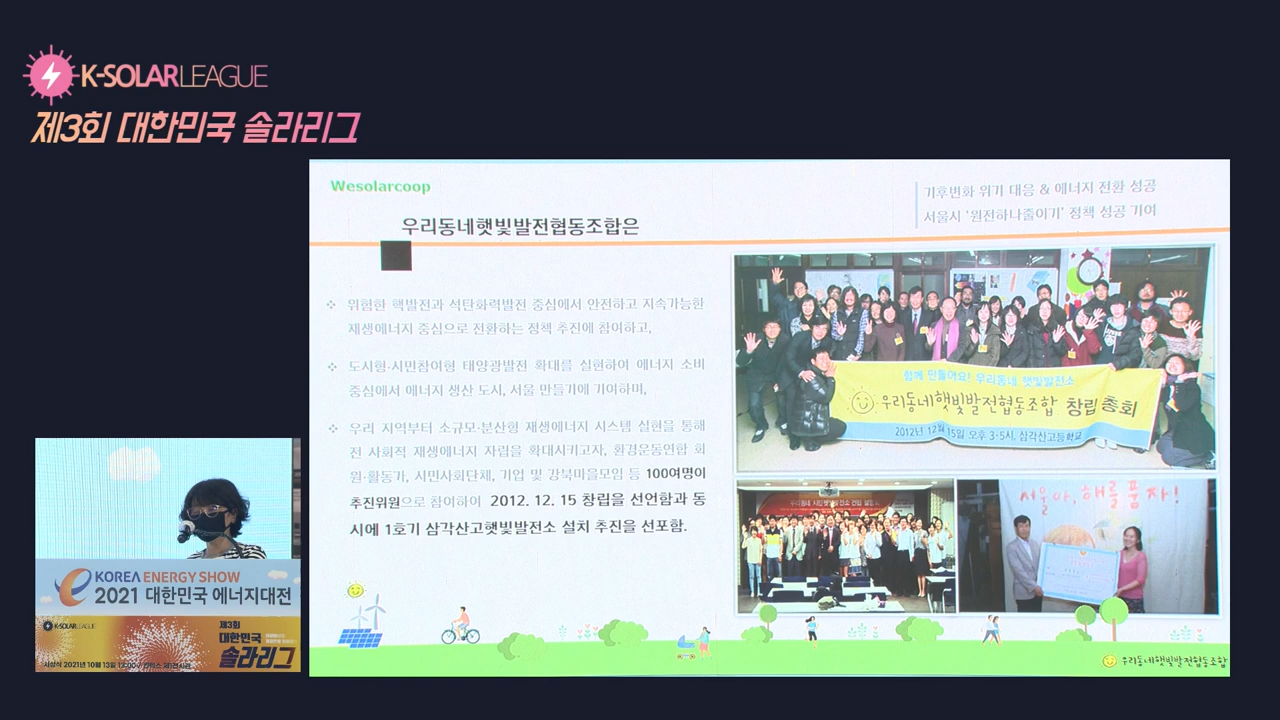 K-SOLARLEAGUE
제3회 대한민국 솔라리그
Wesolarcoop
기후변화 위기 대응 & 에너지 전환 성공
서울시 '원전하나줄이기' 정책 성공 기여
우리동네햇빛발전협동조합은
❖ 위험한 핵발전과 석탄화력발전 중심에서 안전하고 지속가능한
재생에너지 중심으로 전환하는 정책 추진에 참여하고,
❖ 도시형·시민참여형 태양광발전 확대를 실현하여 에너지 소비
중심에서 에너지 생산 도시, 서울 만들기에 기여하며,
❖ 우리 지역부터 소규모·분산형 재생에너지 시스템 실현을 통해
전 사회적 재생에너지 자립을 확대시키고자, 환경운동연합 회
원·활동가, 시민사회단체, 기업 및 강북마을모임 등 100여명이
추진위원으로 참여하여 2012. 12. 15 창립을 선언함과 동
시에 1호기 삼각산고햇빛발전소 설치 추진을 선포함.
함께 만들어요! 우리동네 햇빛발전소
우리동네햇빛발전협동조합 창립총회
2012년 12월 15일 오후 3-5시, 삼각산고등학교
서울아, 해를 품자!
우리동네햇빛발전협동조합
KOREA ENERGY SHOW
2021 대한민국 에너지대전
K-SOLARLEAGUE
제3회
대한민국
솔라리그
시상식 2021년 10월 13일 13:00